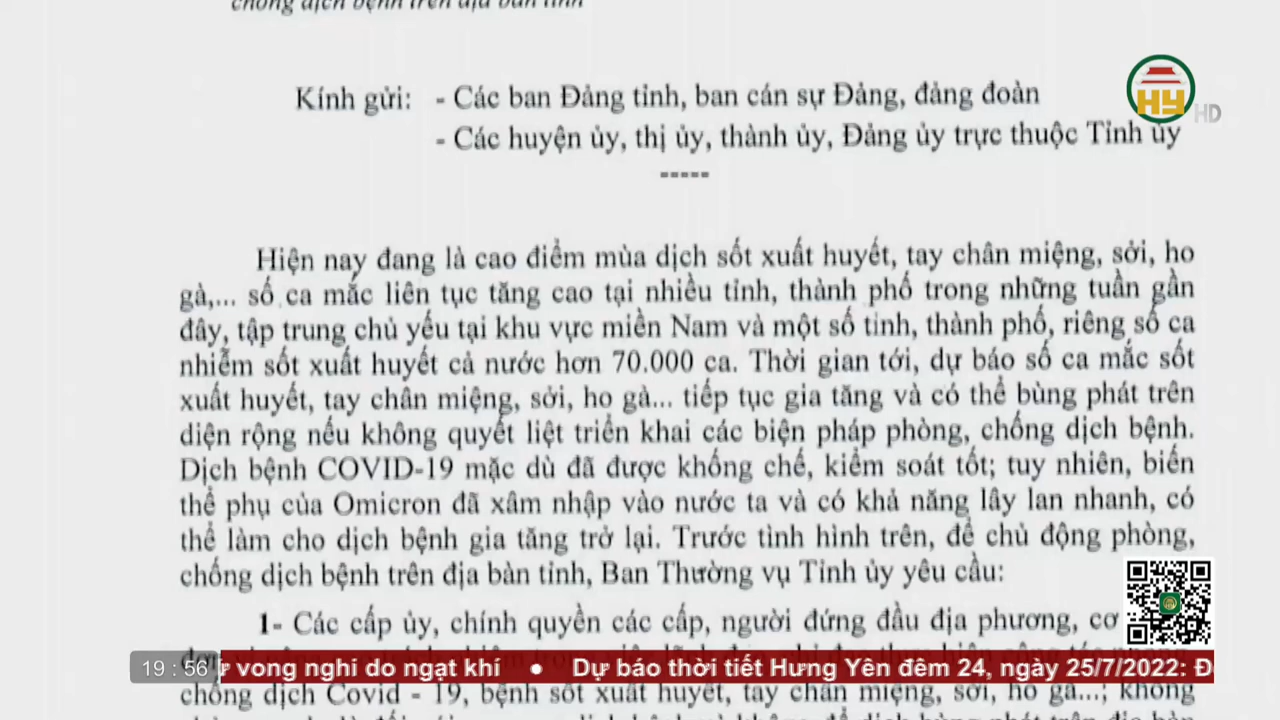 chống dịch bệnh trên địa bàn tỉnh
HY HD
Kính gửi: - Các ban Đảng tỉnh, ban cán sự Đảng, đảng đoàn
- Các huyện ủy, thị ủy, thành ủy, Đảng ủy trực thuộc Tỉnh ủy
-----
Hiện nay đang là cao điểm mùa dịch sốt xuất huyết, tay chân miệng, sởi, ho
gà,... số ca mắc liên tục tăng cao tại nhiều tỉnh, thành phố trong những tuần gần
đây, tập trung chủ yếu tại khu vực miền Nam và một số tỉnh, thành phố, riêng số ca
nhiễm sốt xuất huyết cả nước hơn 70.000 ca. Thời gian tới, dự báo số ca mắc sốt
xuất huyết, tay chân miệng, sởi, ho gà... tiếp tục gia tăng và có thể bùng phát trên
diện rộng nếu không quyết liệt triển khai các biện pháp phòng, chống dịch bệnh.
Dịch bệnh COVID-19 mặc dù đã được khống chế, kiểm soát tốt; tuy nhiên, biến
thể phụ của Omicron đã xâm nhập vào nước ta và có khả năng lây lan nhanh, có
thể làm cho dịch bệnh gia tăng trở lại. Trước tình hình trên, để chủ động phòng,
chống dịch bệnh trên địa bàn tỉnh, Ban Thường vụ Tỉnh ủy yêu cầu:
1- Các cấp ủy, chính quyền các cấp, người đứng đầu địa phương, cơ
19 : 56 ử vong nghi do ngạt khí ● Dự báo thời tiết Hưng Yên đêm 24, ngày 25/7/2022:
chống dịch Covid - 19, bệnh sốt xuất huyết, tay chân miệng, sởi, ho gà...; không